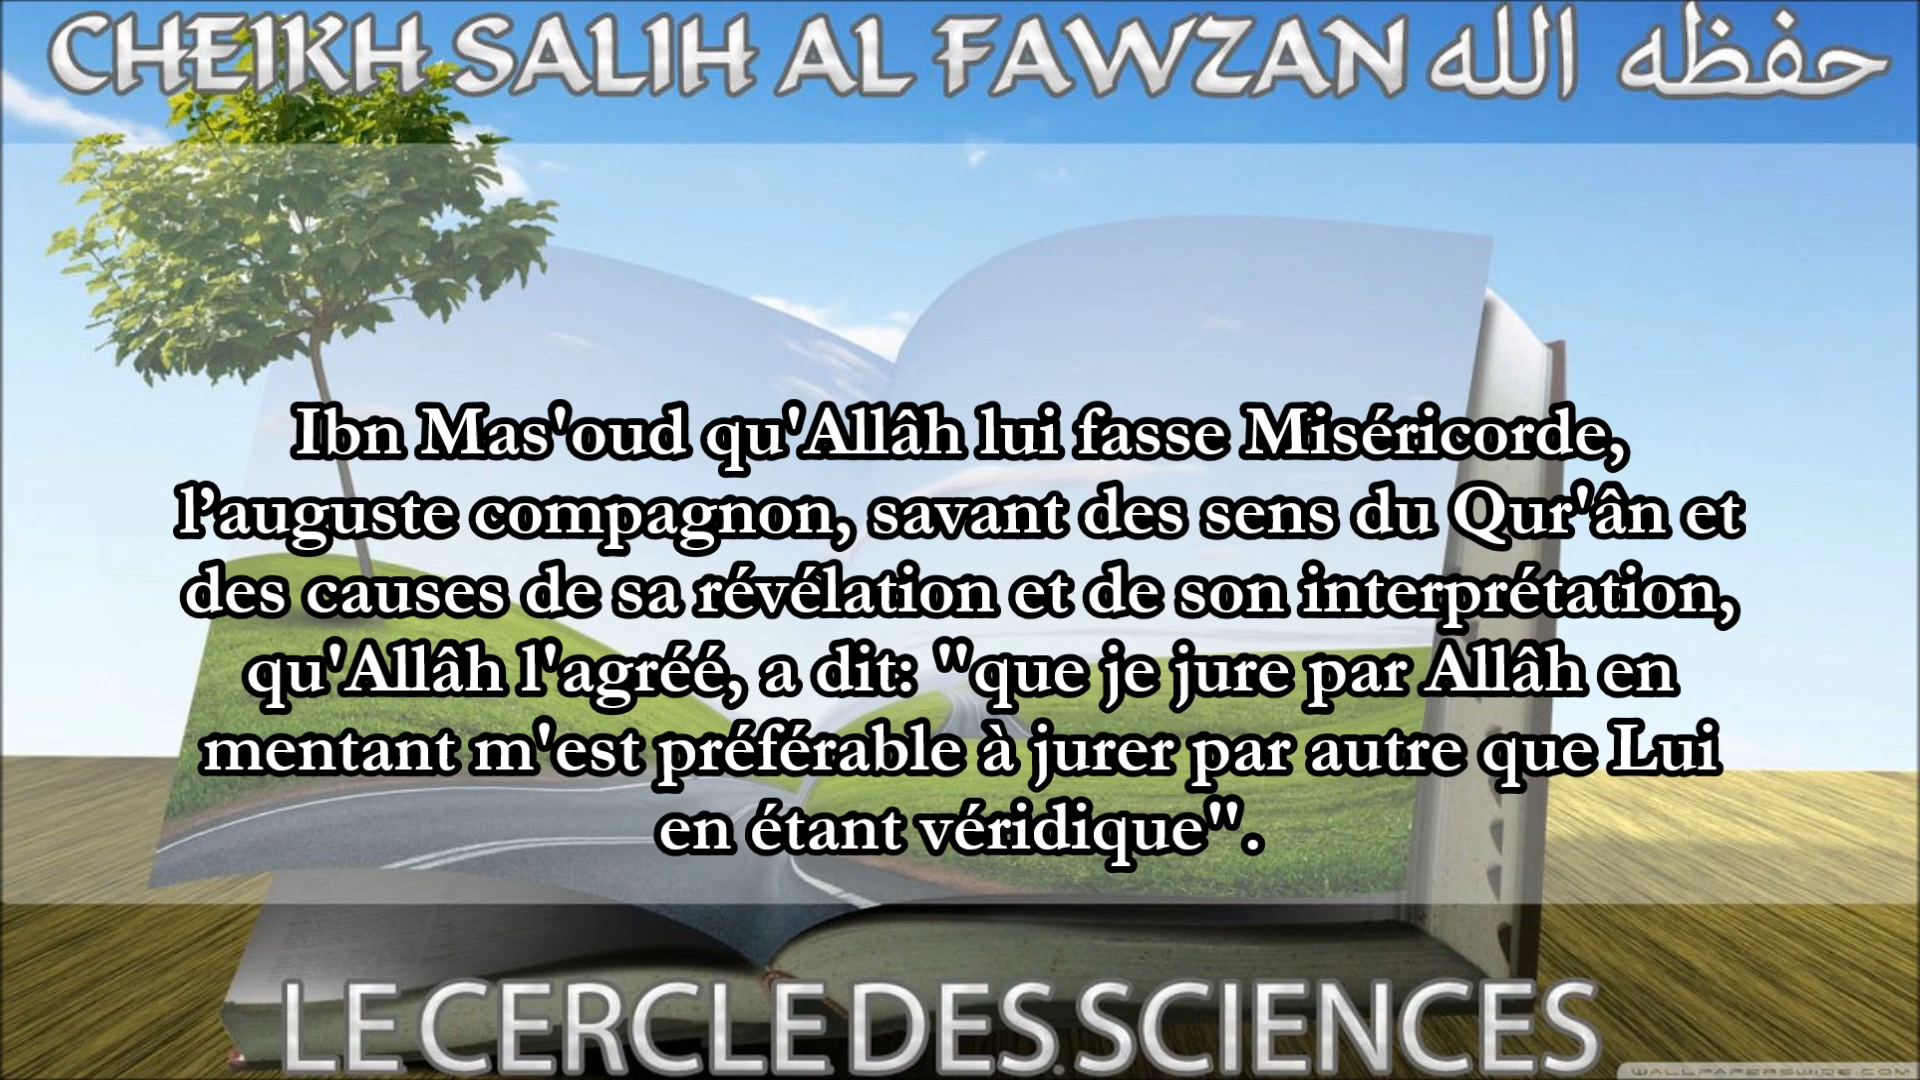 CHEIKH SALIH AL FAWZAN حفظه الله
Ibn Mas'oud qu'Allâh lui fasse Miséricorde,
l’auguste compagnon, savant des sens du Qur'ân et
des causes de sa révélation et de son interprétation,
qu'Allâh l'agréé, a dit: "que je jure par Allâh en
mentant m'est préférable à jurer par autre que Lui
en étant véridique".
LE CERCLE DES SCIENCES
WALLPAPERSWIDE.COM